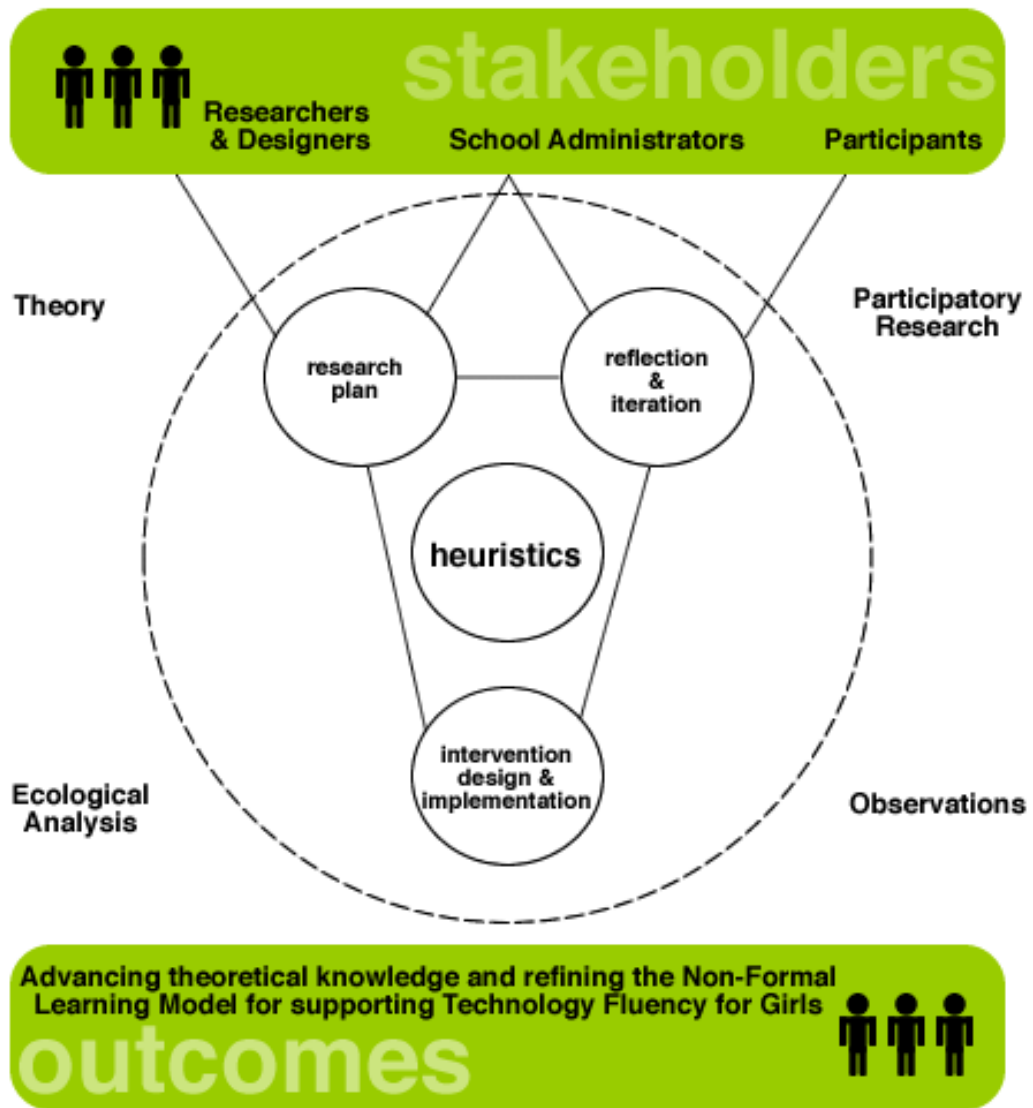 stakeholders
Researchers
& Designers
School Administrators
Participants
Theory
Participatory
Research
research
plan
reflection
&
iteration
heuristics
intervention
design &
implementation
Ecological
Analysis
Observations
Advancing theoretical knowledge and refining the Non-Formal
Learning Model for supporting Technology Fluency for Girls
outcomes